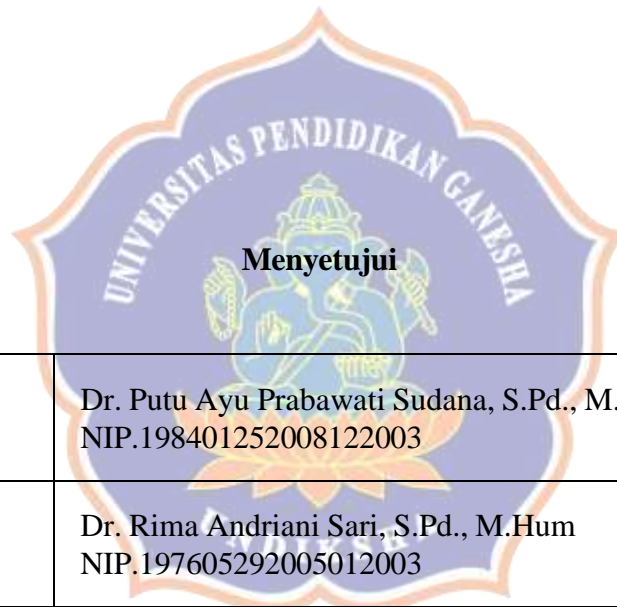 UNIVERSITAS PENDIDIKAN GANESHA
Menyetujui
Dr. Putu Ayu Prabawati Sudana, S.Pd., M.
NIP.198401252008122003
Dr. Rima Andriani Sari, S.Pd., M.Hum
NIP.197605292005012003
UNDIKSHA